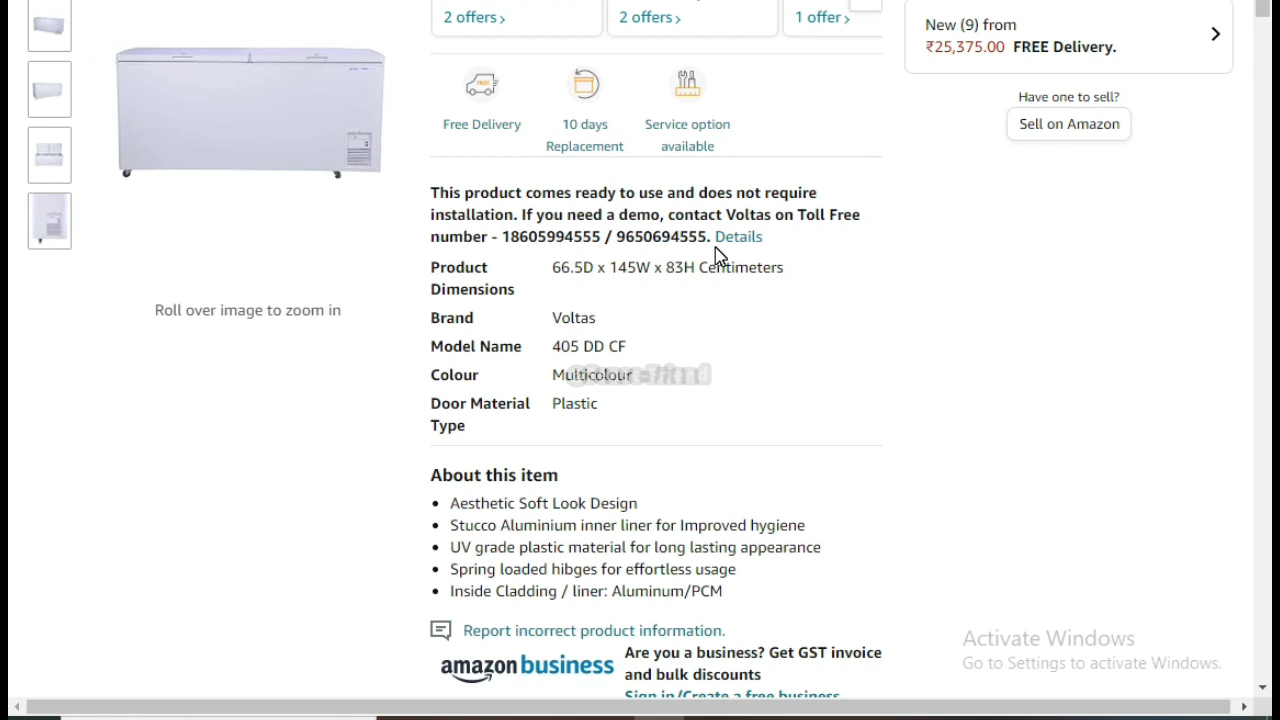 2 offers ›
2 offers ›
1 offer ›
New (9) from
₹25,375.00 FREE Delivery.
Have one to sell?
Sell on Amazon
FREE
Free Delivery
10 days
Replacement
Service option
available
This product comes ready to use and does not require
installation. If you need a demo, contact Voltas on Toll Free
number - 18605994555 / 9650694555. Details
Product
Dimensions
66.5D x 145W x 83H Centimeters
Brand
Voltas
Model Name
405 DD CF
Colour
Multicolour
Door Material
Type
Plastic
Roll over image to zoom in
About this item
Aesthetic Soft Look Design
Stucco Aluminium inner liner for Improved hygiene
UV grade plastic material for long lasting appearance
Spring loaded hibges for effortless usage
Inside Cladding / liner: Aluminum/PCM
Report incorrect product information.
amazon business
Are you a business? Get GST invoice
and bulk discounts
Sign in/Create a free business
Activate Windows
Go to Settings to activate Windows.